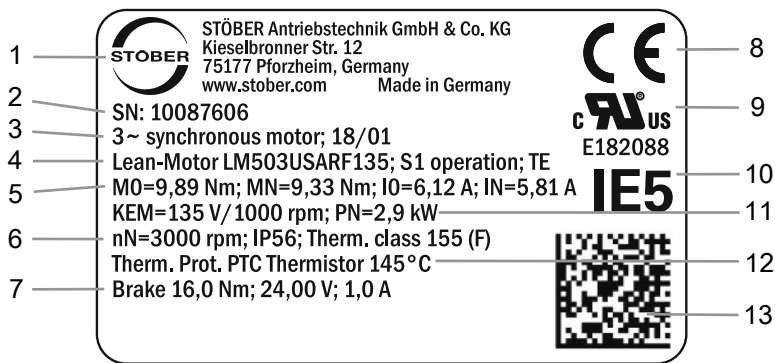 STÖBER
STÖBER Antriebstechnik GmbH & Co. KG
Kieselbronner Str. 12
75177 Pforzheim, Germany
www.stober.com Made in Germany
SN: 10087606
3~ synchronous motor; 18/01
Lean-Motor LM503USARF135; S1 operation; TE
M0=9,89 Nm; MN=9,33 Nm; I0=6,12 A; IN=5,81 A
KEM=135 V/1000 rpm; PN=2,9 kW
nN=3000 rpm; IP56; Therm. class 155 (F)
Therm. Prot. PTC Thermistor 145°C
Brake 16,0 Nm; 24,00 V; 1,0 A
CE
C RU® US
E182088
IE5
1
2
3
4
5
6
7
8
9
10
11
12
13